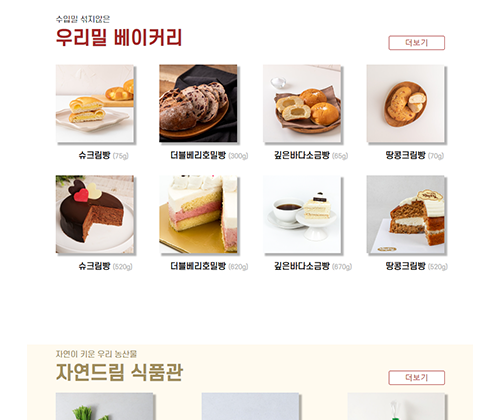 수입밀 섞지않은
우리밀 베이커리
더보기
슈크림빵 (75g)
더블베리호밀빵 (300g)
깊은바다소금빵 (65g)
땅콩크림빵 (70g)
슈크림빵 (520g)
더블베리호밀빵 (620g)
깊은바다소금빵 (670g)
땅콩크림빵 (520g)
자연이 키운 우리 농산물
자연드림 식품관
더보기